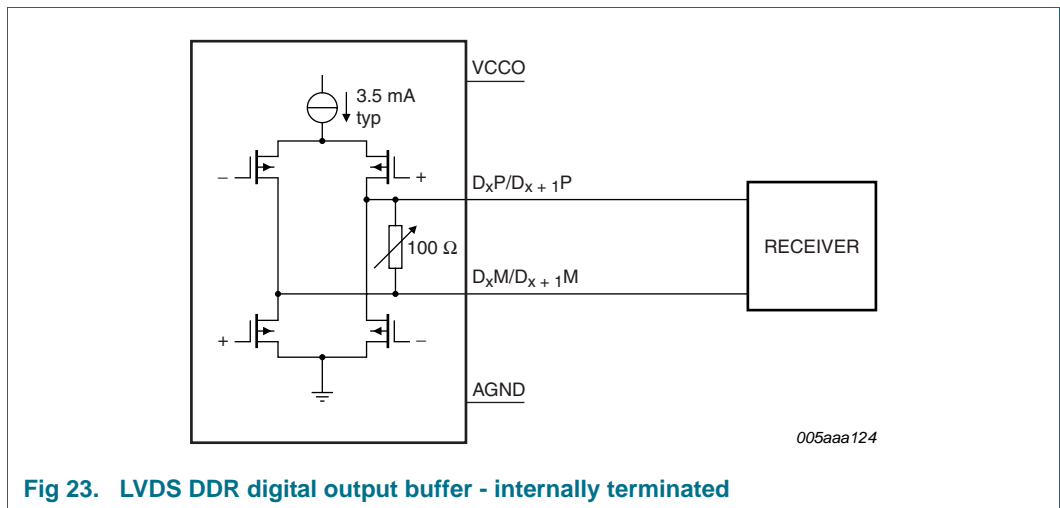 VCCO
3.5 mA
typ
− +
DxP/Dx + 1P
100 Ω
RECEIVER
DxM/Dx + 1M
+ −
AGND
005aaa124
Fig 23. LVDS DDR digital output buffer - internally terminated